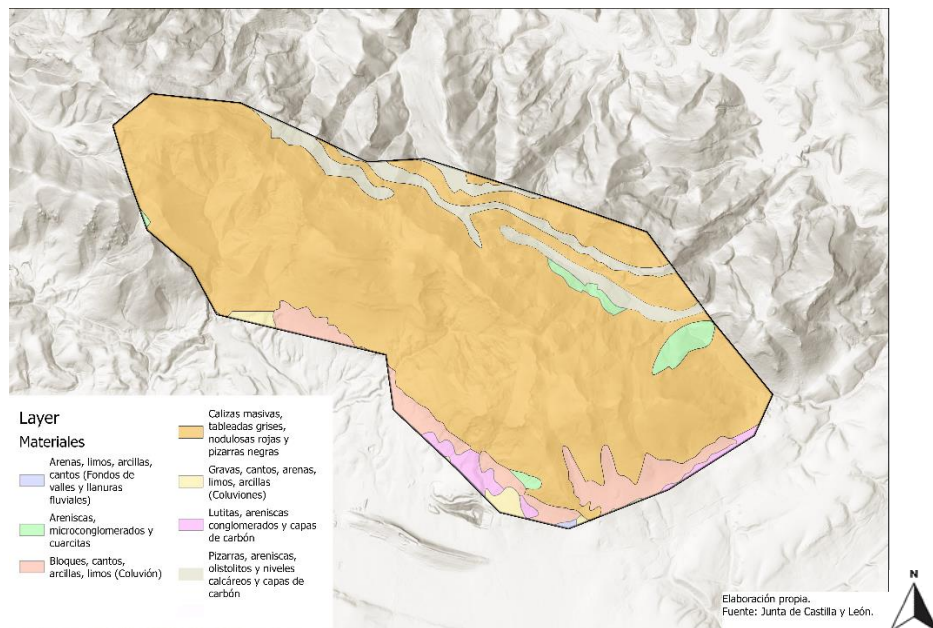 Layer
Materiales
Arenas, limos, arcillas,
cantos (Fondos de
valles y llanuras
fluviales)
Areniscas,
microconglomerados y
cuarcitas
Bloques, cantos,
arcillas, limos (Coluvión)
Calizas masivas,
tableadas grises,
nodulosas rojas y
pizarras negras
Gravas, cantos, arenas,
limos, arcillas
(Coluviones)
Lutitas, areniscas
conglomerados y capas
de carbón
Pizarras, areniscas,
olistolitos y niveles
calcáreos y capas de
carbón
Elaboración propia.
Fuente: Junta de Castilla y León.
N